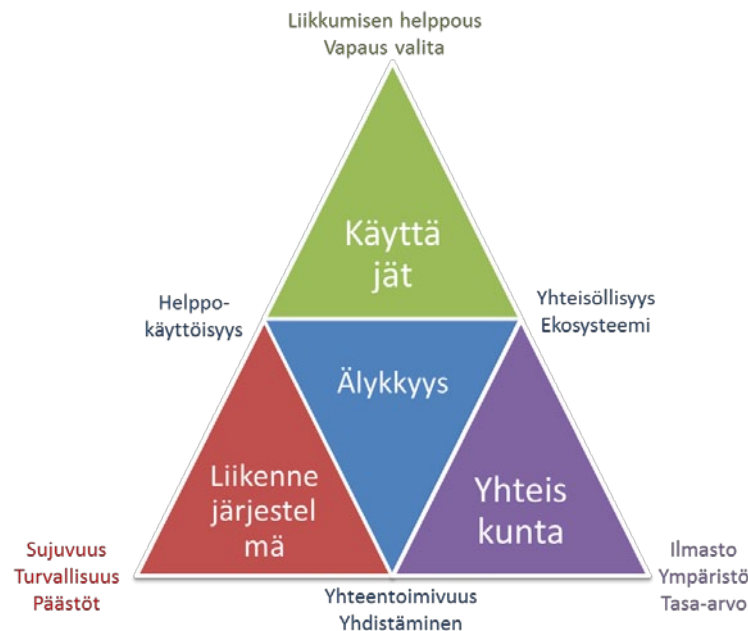 Liikkumisen helppous
Vapaus valita
Käyttä
jät
Helppo-
käyttöisyys
Yhteisöllisyys
Ekosysteemi
Älykkyys
Liikenne
järjestel
mä
Yhteis
kunta
Sujuvuus
Turvallisuus
Päästöt
Yhteentoimivuus
Yhdistäminen
Ilmasto
Ympäristö
Tasa-arvo